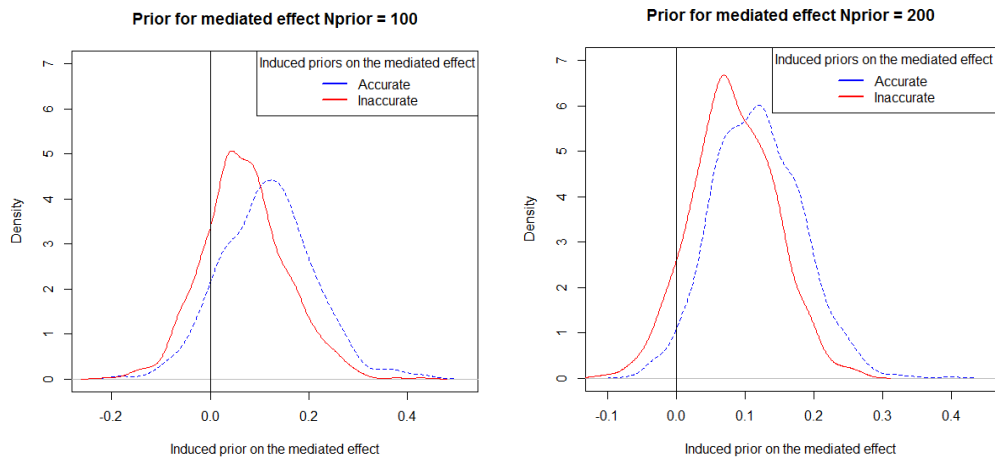 Prior for mediated effect Nprior = 100
Induced priors on the mediated effect
Accurate
Inaccurate
7
6
5
4
3
2
1
0
Density
-0.2
0.0
0.2
0.4
Induced prior on the mediated effect
Prior for mediated effect Nprior = 200
Induced priors on the mediated effect
Accurate
Inaccurate
7
6
5
4
3
2
1
0
Density
-0.1
0.0
0.1
0.2
0.3
0.4
Induced prior on the mediated effect